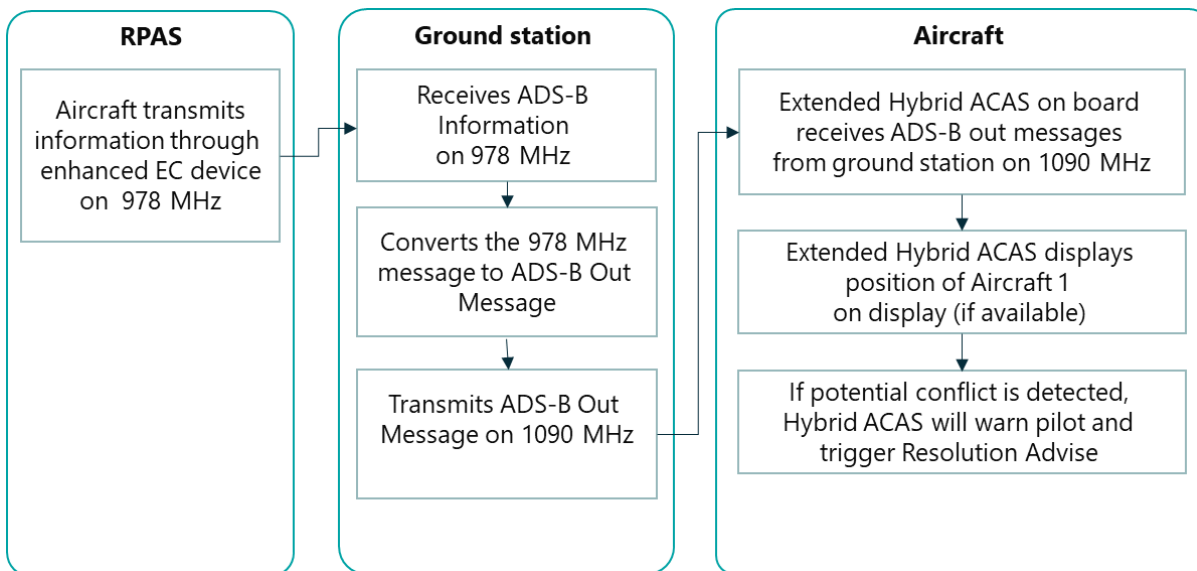 RPAS
Aircraft transmits
information through
enhanced EC device
on 978 MHz
Ground station
Receives ADS-B
Information
on 978 MHz
Converts the 978 MHz
message to ADS-B Out
Message
Transmits ADS-B Out
Message on 1090 MHz
Aircraft
Extended Hybrid ACAS on board
receives ADS-B out messages
from ground station on 1090 MHz
Extended Hybrid ACAS displays
position of Aircraft 1
on display (if available)
If potential conflict is detected,
Hybrid ACAS will warn pilot and
trigger Resolution Advise